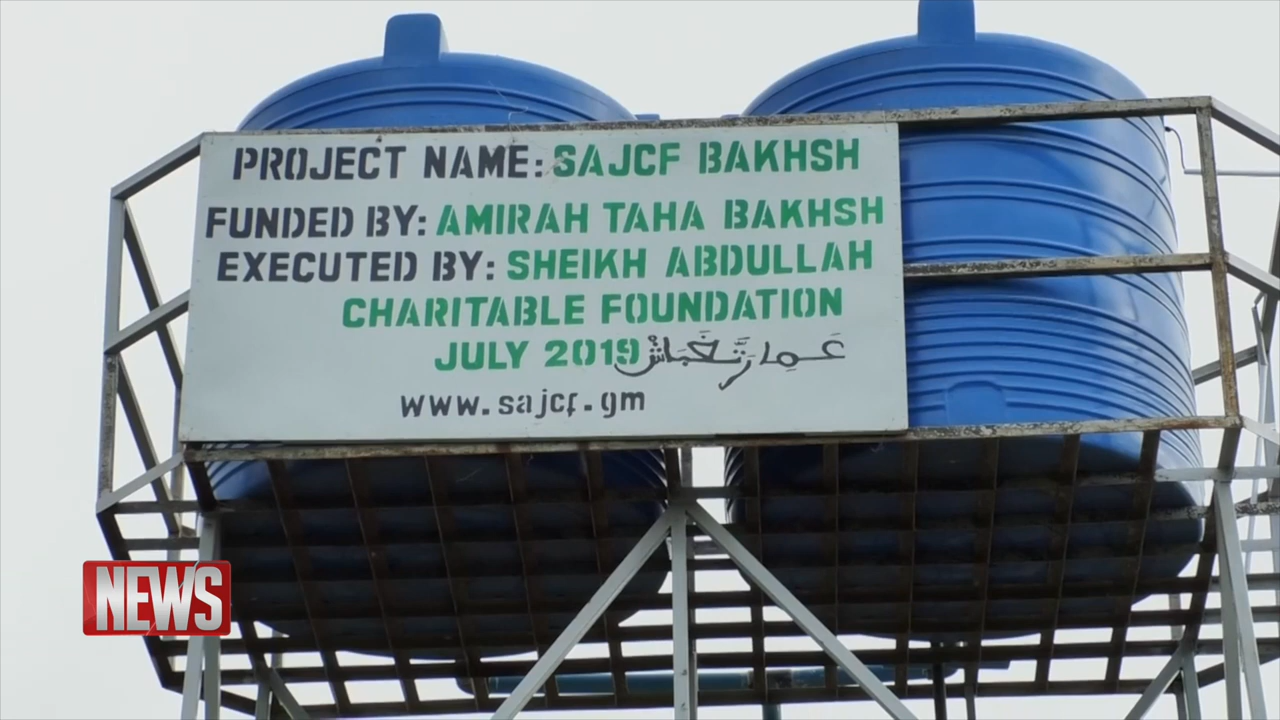 PROJECT NAME: SAJCF BAKHSH
FUNDED BY: AMIRAH TAHA BAKHSH
EXECUTED BY: SHEIKH ABDULLAH
CHARITABLE FOUNDATION
JULY 2019
www.sajcf.gm
NEWS